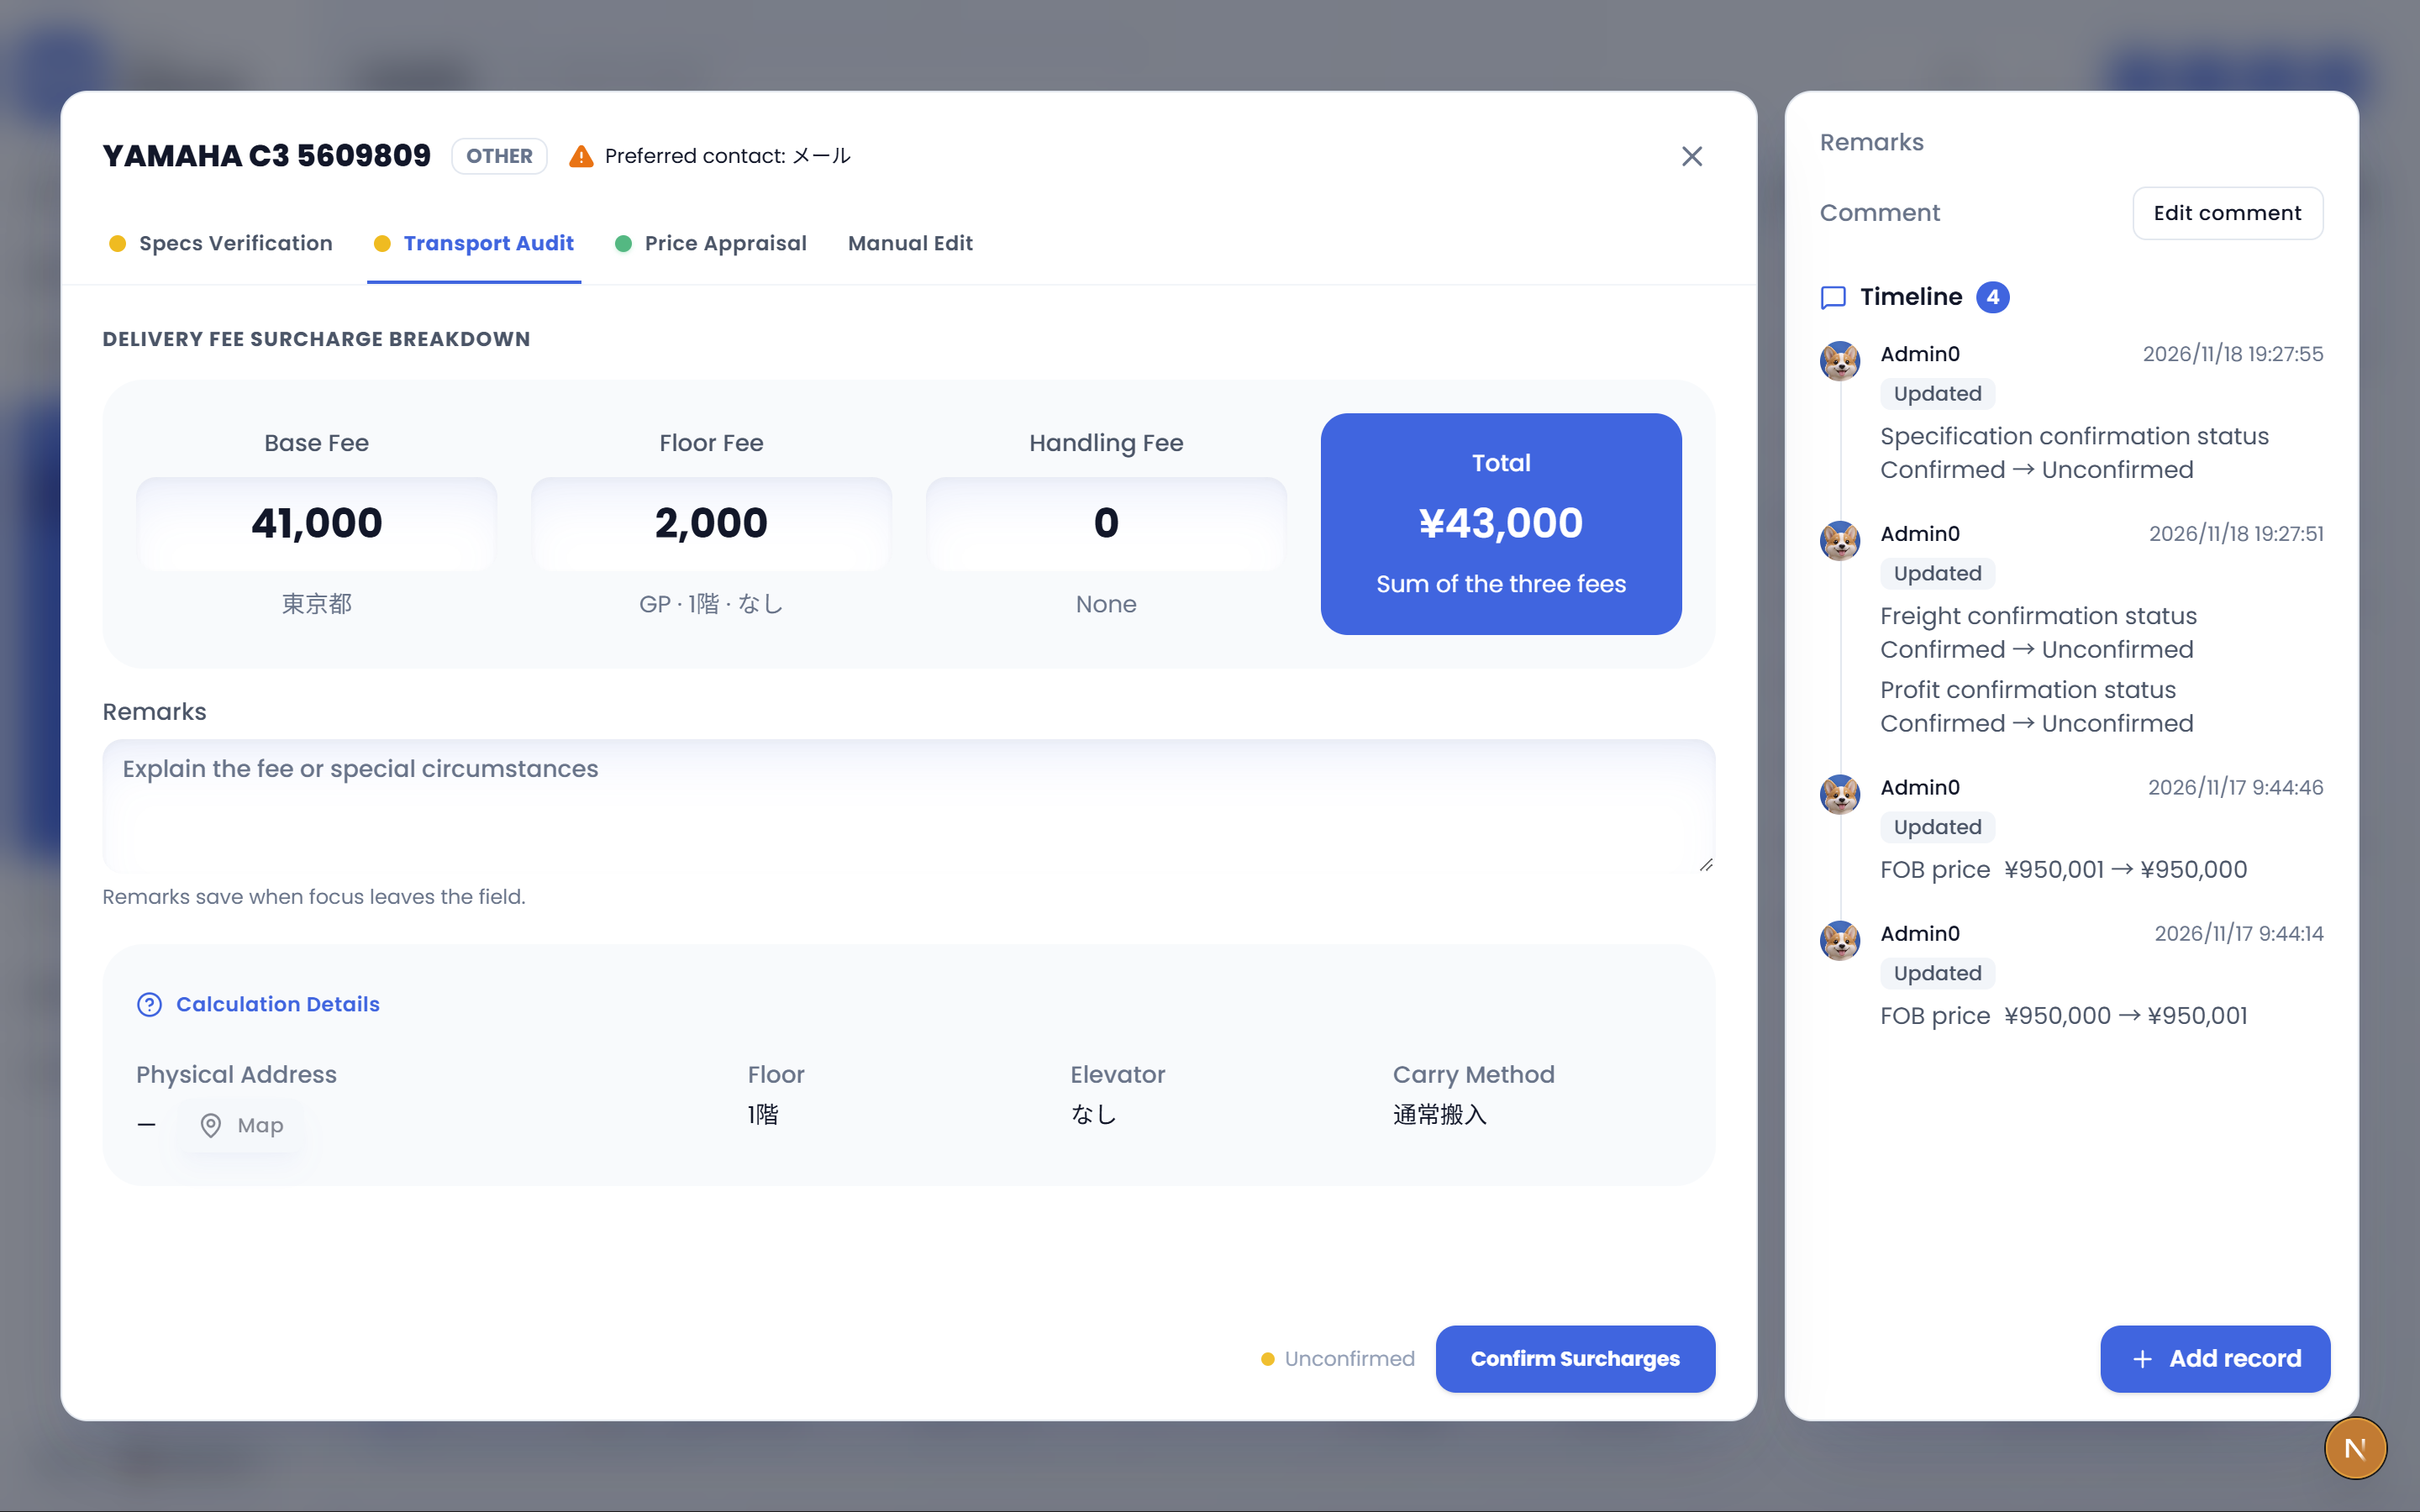 YAMAHA C3 5609809
OTHER
Preferred contact: メール
Specs Verification
Transport Audit
Price Appraisal
Manual Edit
DELIVERY FEE SURCHARGE BREAKDOWN
Base Fee
41,000
東京都
Floor Fee
2,000
GP · 1階 · なし
Handling Fee
0
None
Total
¥43,000
Sum of the three fees
Remarks
Explain the fee or special circumstances
Remarks save when focus leaves the field.
Calculation Details
Physical Address
—
Map
Floor
1階
Elevator
なし
Carry Method
通常搬入
Unconfirmed
Confirm Surcharges
Remarks
Comment
Edit comment
Timeline 4
Admin0 2026/11/18 19:27:55
Updated
Specification confirmation status
Confirmed → Unconfirmed
Admin0 2026/11/18 19:27:51
Updated
Freight confirmation status
Confirmed → Unconfirmed
Profit confirmation status
Confirmed → Unconfirmed
Admin0 2026/11/17 9:44:46
Updated
FOB price ¥950,001 → ¥950,000
Admin0 2026/11/17 9:44:14
Updated
FOB price ¥950,000 → ¥950,001
Add record
N